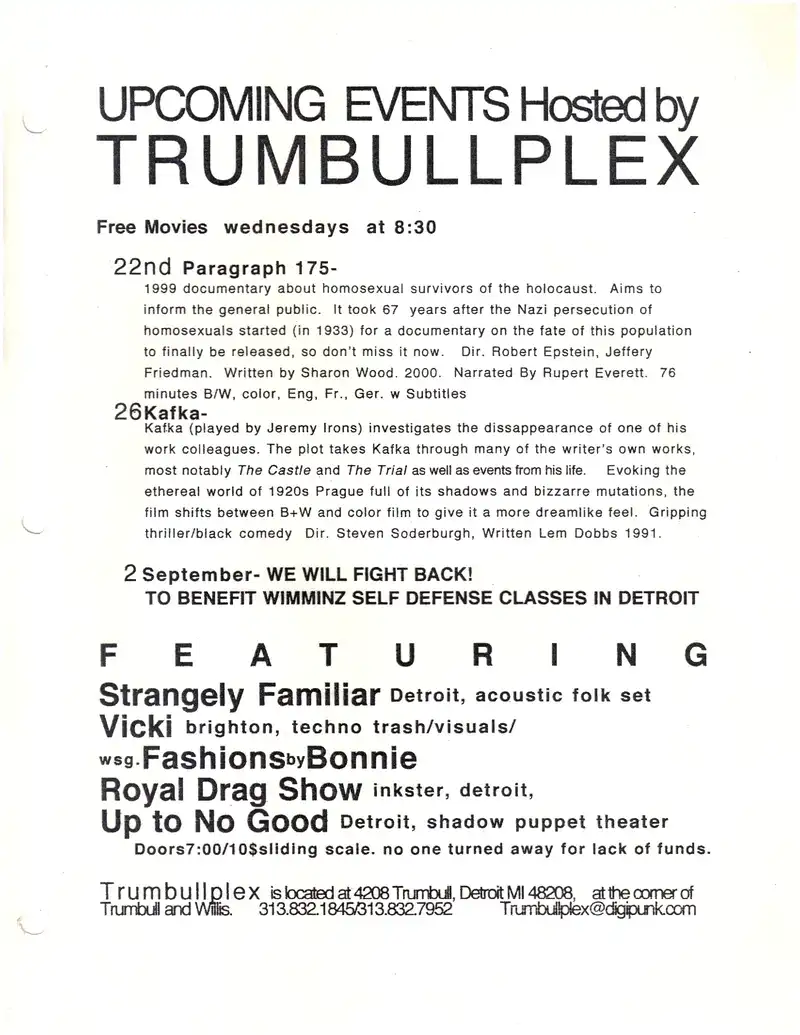 UPCOMING EVENTS Hosted by
TRUMBULLPLEX
Free Movies wednesdays at 8:30
22nd Paragraph 175-
1999 documentary about homosexual survivors of the holocaust. Aims to
inform the general public. It took 67 years after the Nazi persecution of
homosexuals started (in 1933) for a documentary on the fate of this population
to finally be released, so don't miss it now. Dir. Robert Epstein, Jeffery
Friedman. Written by Sharon Wood. 2000. Narrated By Rupert Everett. 76
minutes B/W, color, Eng, Fr., Ger. w Subtitles
26 Kafka-
Kafka (played by Jeremy Irons) investigates the dissappearance of one of his
work colleagues. The plot takes Kafka through many of the writer's own works,
most notably The Castle and The Trial as well as events from his life. Evoking the
ethereal world of 1920s Prague full of its shadows and bizzarre mutations, the
film shifts between B+W and color film to give it a more dreamlike feel. Gripping
thriller/black comedy Dir. Steven Soderburgh, Written Lem Dobbs 1991.
2 September- WE WILL FIGHT BACK!
TO BENEFIT WIMMINZ SELF DEFENSE CLASSES IN DETROIT
FEATURING
Strangely Familiar Detroit, acoustic folk set
Vicki brighton, techno trash/visuals/
wsg.FashionsbyBonnie
Royal Drag Show inkster, detroit,
Up to No Good Detroit, shadow puppet theater
Doors7:00/10$sliding scale. no one turned away for lack of funds.
Trumbullplex is located at 4208 Trumbull, Detroit MI 48208, at the corner of
Trumbull and Willis. 313.832.1845/313.832.7952 Trumbullplex@digipunk.com